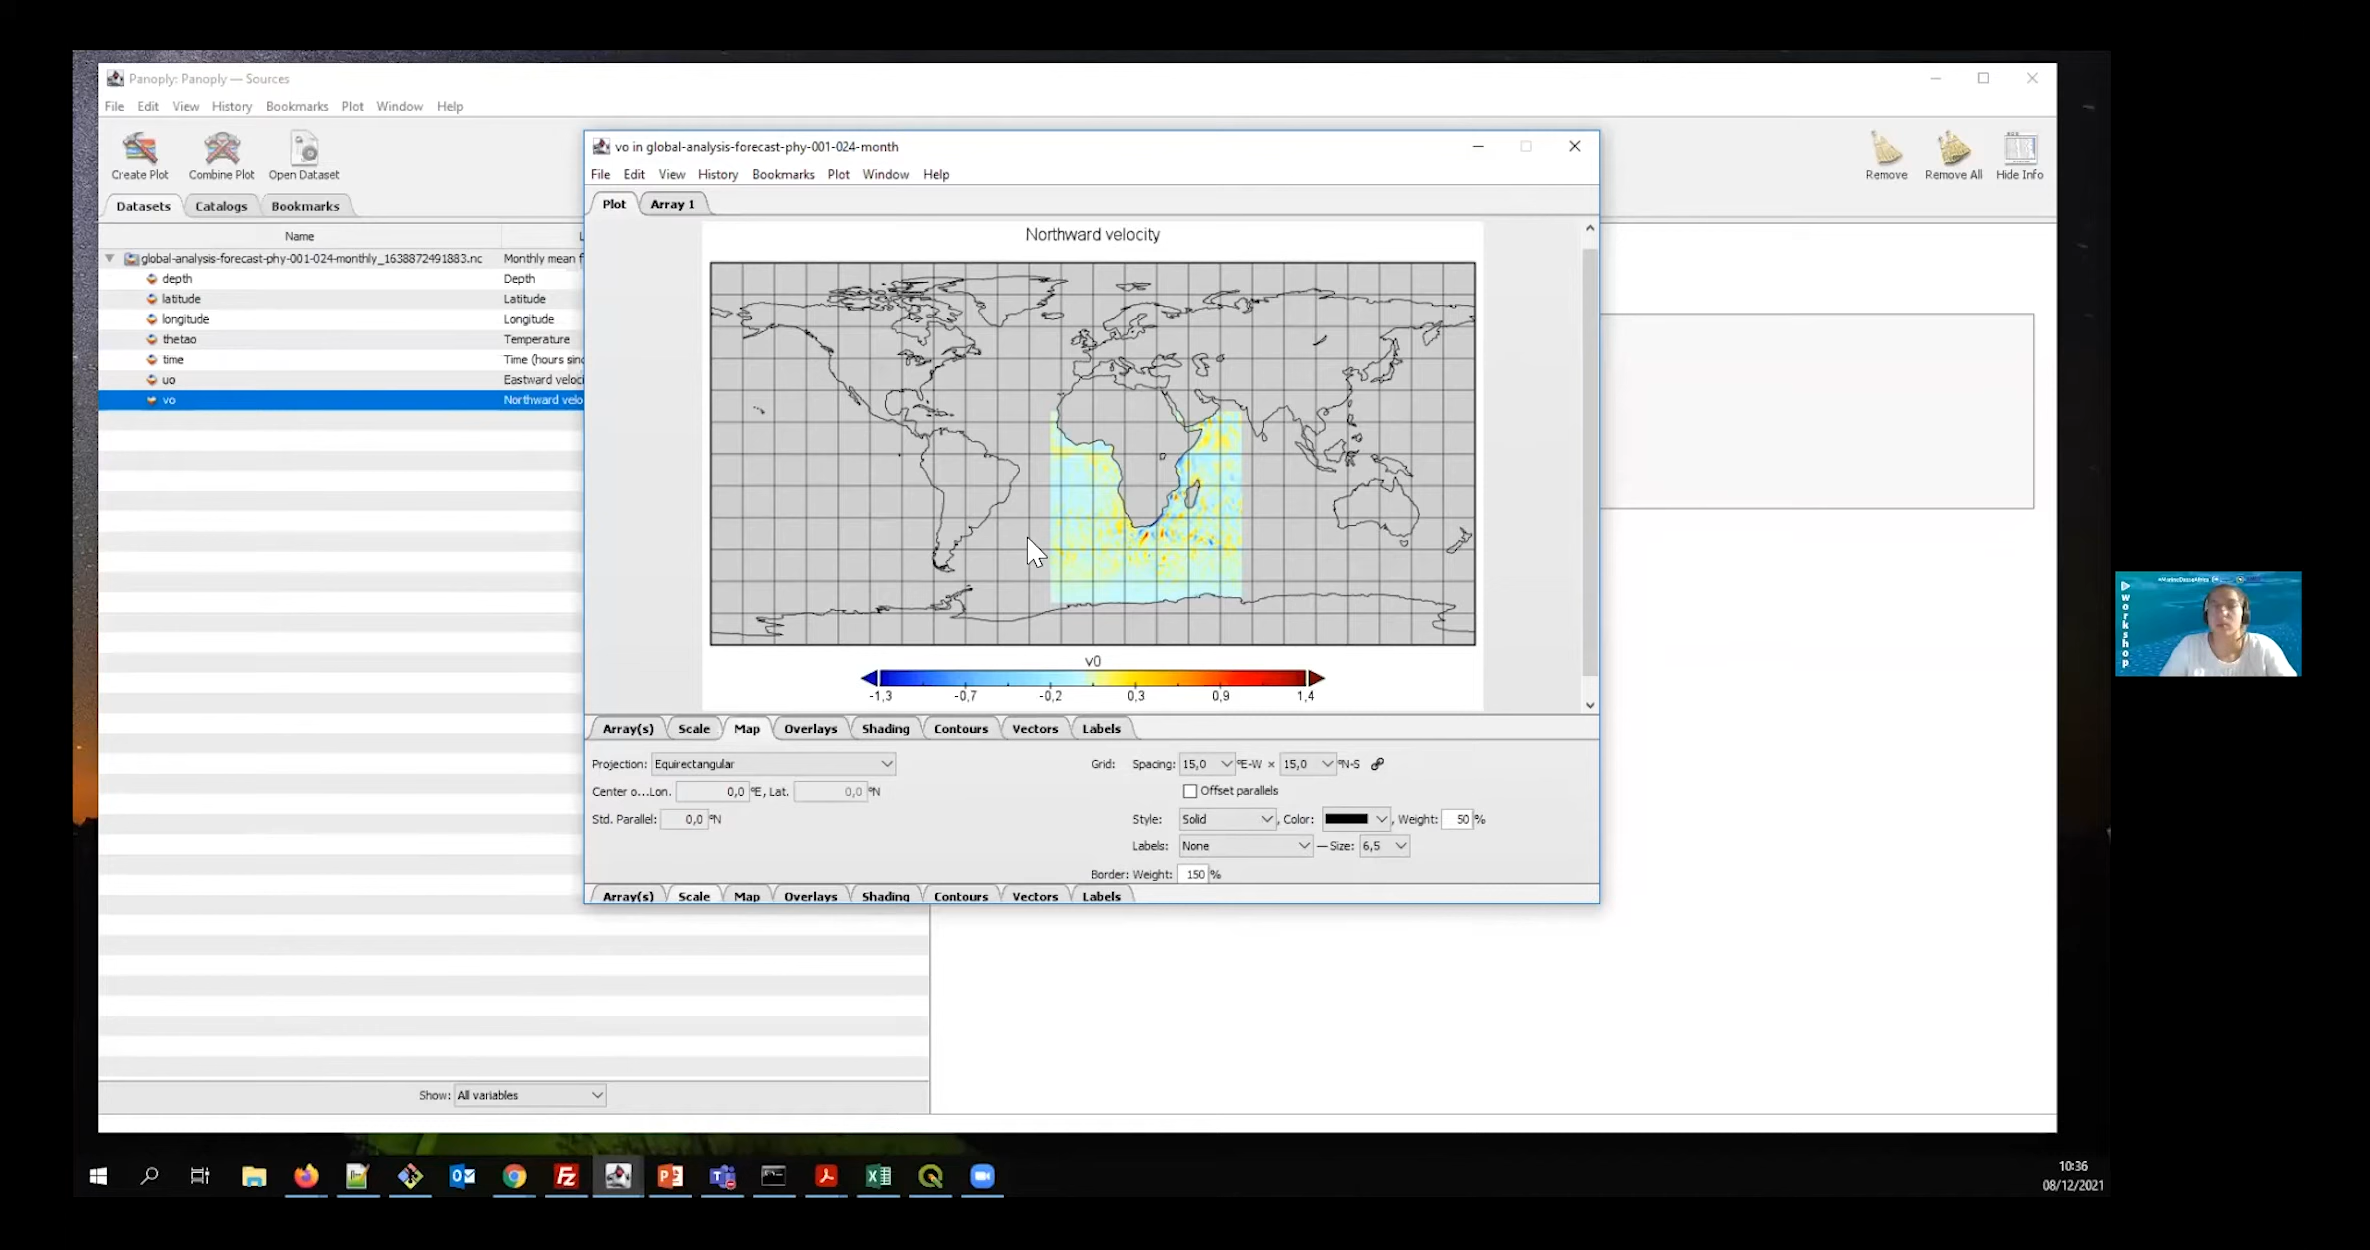 Panoply: Panoply — Sources
File Edit View History Bookmarks Plot Window Help
Create Plot Combine Plot Open Dataset
Remove Remove All Hide Info
Datasets Catalogs Bookmarks
Name
global-analysis-forecast-phy-001-024-monthly_1638872491883.nc Monthly mean f
depth Depth
latitude Latitude
longitude Longitude
thetao Temperature
time Time (hours sinc
uo Eastward veloci
vo Northward velo
Show: All variables
vo in global-analysis-forecast-phy-001-024-month
File Edit View History Bookmarks Plot Window Help
Plot Array 1
Northward velocity
v0
-1,3 -0,7 -0,2 0,3 0,9 1,4
Array(s) Scale Map Overlays Shading Contours Vectors Labels
Projection: Equirectangular
Center o...Lon. 0,0 °E, Lat. 0,0 °N
Std. Parallel: 0,0 °N
Grid: Spacing: 15,0 °E-W × 15,0 °N-S
Offset parallels
Style: Solid , Color: , Weight: 50 %
Labels: None — Size: 6,5
Border: Weight: 150 %
Array(s) Scale Map Overlays Shading Contours Vectors Labels
workshop
10:36
08/12/2021